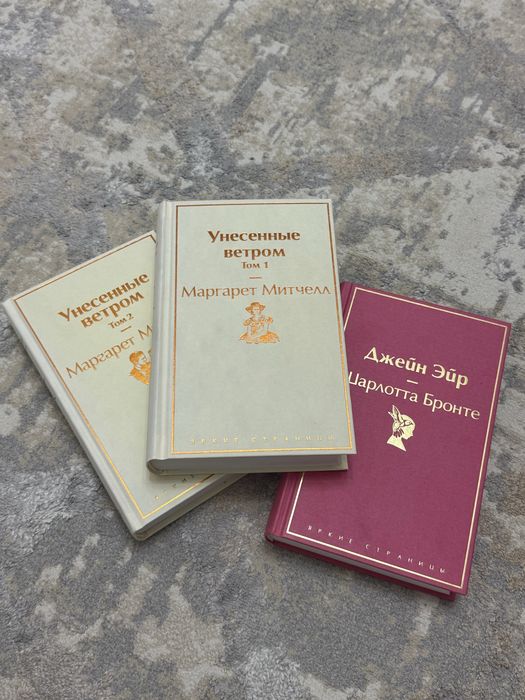 Унесенные
ветром
Том 1
Маргарет Митчелл
ЯРКИЕ СТРАНИЦЫ
Унесенные
ветром
Том 2
Маргарет М
Джейн Эйр
Шарлотта Бронте
ЯРКИЕ СТРАНИЦЫ